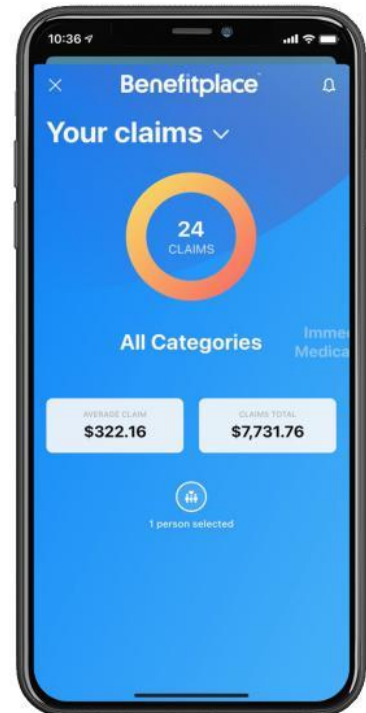 10:36
Benefitplace
Your claims
24
CLAIMS
All Categories
Medica
AVERAGE CLAIM
$322.16
CLAIMS TOTAL
$7,731.76
1 person selected